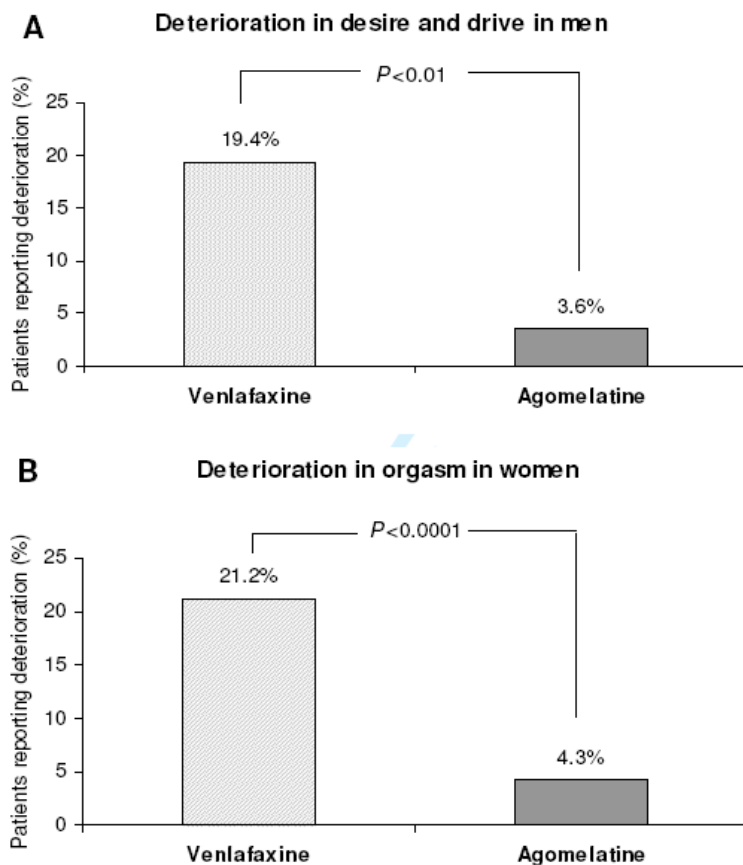 A
Deterioration in desire and drive in men
P<0.01
Patients reporting deterioration (%)
25
20
15
10
5
0
19.4%
3.6%
Venlafaxine
Agomelatine
B
Deterioration in orgasm in women
P<0.0001
Patients reporting deterioration (%)
25
20
15
10
5
0
21.2%
4.3%
Venlafaxine
Agomelatine